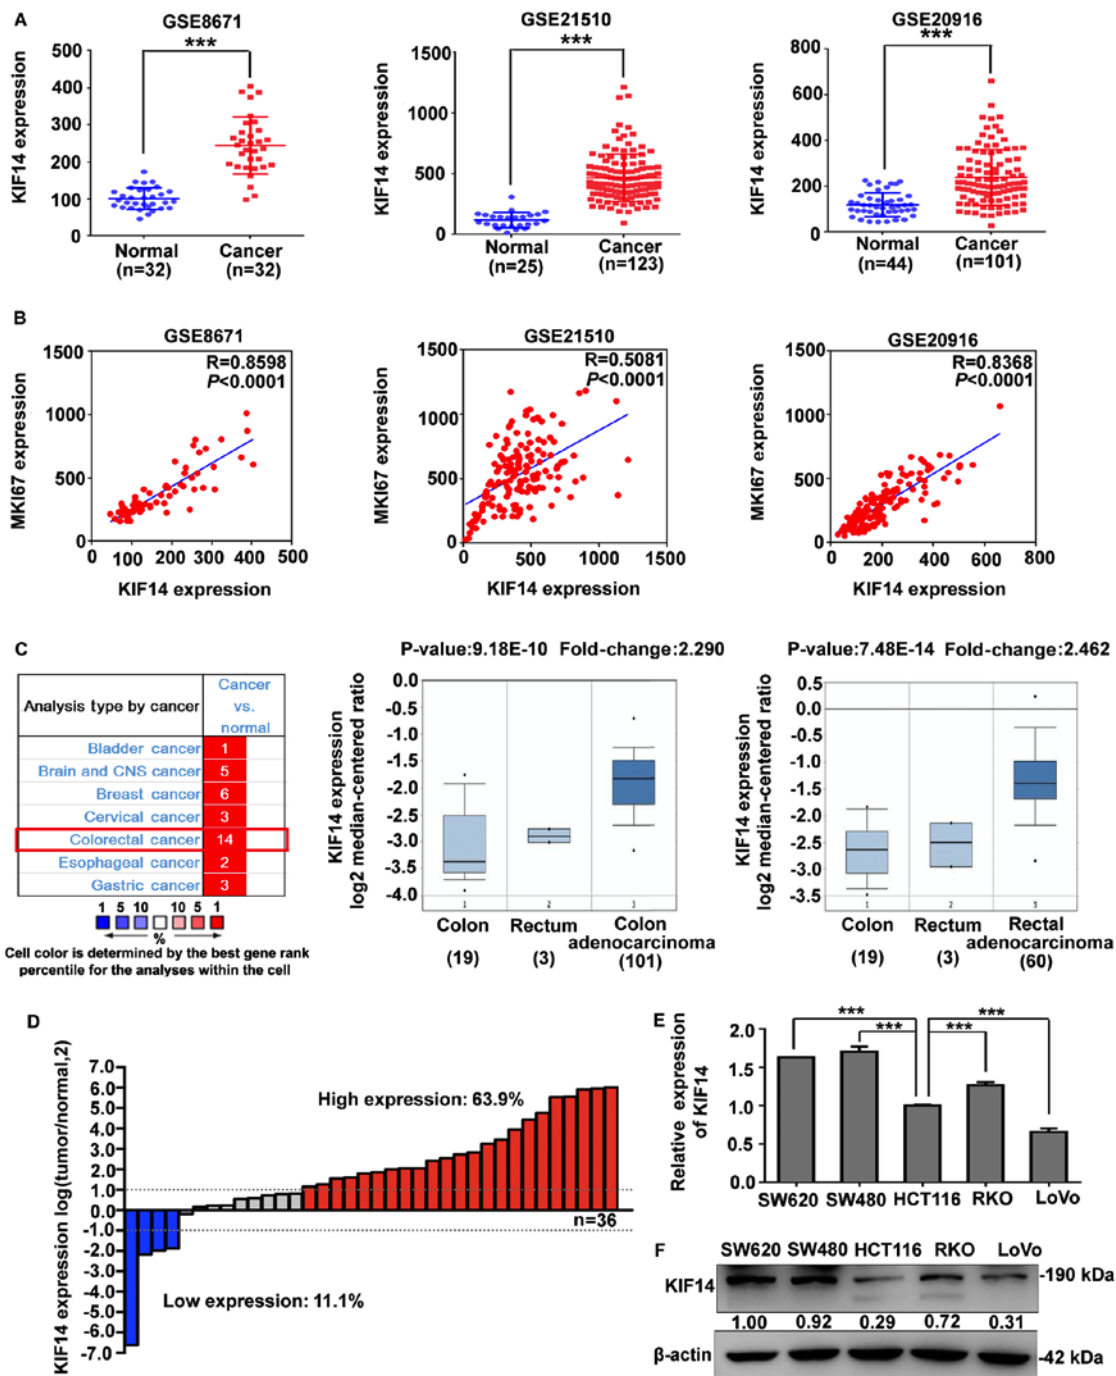 A
GSE8671
GSE21510
GSE20916
***
***
***
KIF14 expression
500
400
300
200
100
0
KIF14 expression
1500
1000
500
0
KIF14 expression
800
600
400
200
0
Normal
(n=32)
Cancer
(n=32)
Normal
(n=25)
Cancer
(n=123)
Normal
(n=44)
Cancer
(n=101)
B
GSE8671
R=0.8598
P<0.0001
MKI67 expression
1500
1000
500
0
0 100 200 300 400 500
KIF14 expression
GSE21510
R=0.5081
P<0.0001
MKI67 expression
1500
1000
500
0
0 500 1000 1500
KIF14 expression
GSE20916
R=0.8368
P<0.0001
MKI67 expression
1500
1000
500
0
0 200 400 600 800
KIF14 expression
C
Analysis type by cancer
Cancer
vs.
normal
Bladder cancer 1
Brain and CNS cancer 5
Breast cancer 6
Cervical cancer 3
Colorectal cancer 14
Esophageal cancer 2
Gastric cancer 3
1 5 10 10 5 1
%
Cell color is determined by the best gene rank
percentile for the analyses within the cell
P-value:9.18E-10 Fold-change:2.290
KIF14 expression
log2 median-centered ratio
0.0
-0.5
-1.0
-1.5
-2.0
-2.5
-3.0
-3.5
-4.0
1 2 3
Colon
(19)
Rectum
(3)
Colon
adenocarcinoma
(101)
P-value:7.48E-14 Fold-change:2.462
KIF14 expression
log2 median-centered ratio
0.5
0.0
-0.5
-1.0
-1.5
-2.0
-2.5
-3.0
-3.5
1 2 3
Colon
(19)
Rectum
(3)
Rectal
adenocarcinoma
(60)
D
KIF14 expression log(tumor/normal,2)
7.0
6.0
5.0
4.0
3.0
2.0
1.0
0.0
-1.0
-2.0
-3.0
-4.0
-5.0
-6.0
-7.0
High expression: 63.9%
n=36
Low expression: 11.1%
E
Relative expression
of KIF14
2.0
1.5
1.0
0.5
0.0
***
***
***
***
SW620 SW480 HCT116 RKO LoVo
F
SW620 SW480 HCT116 RKO LoVo
KIF14
-190 kDa
1.00 0.92 0.29 0.72 0.31
β-actin
-42 kDa